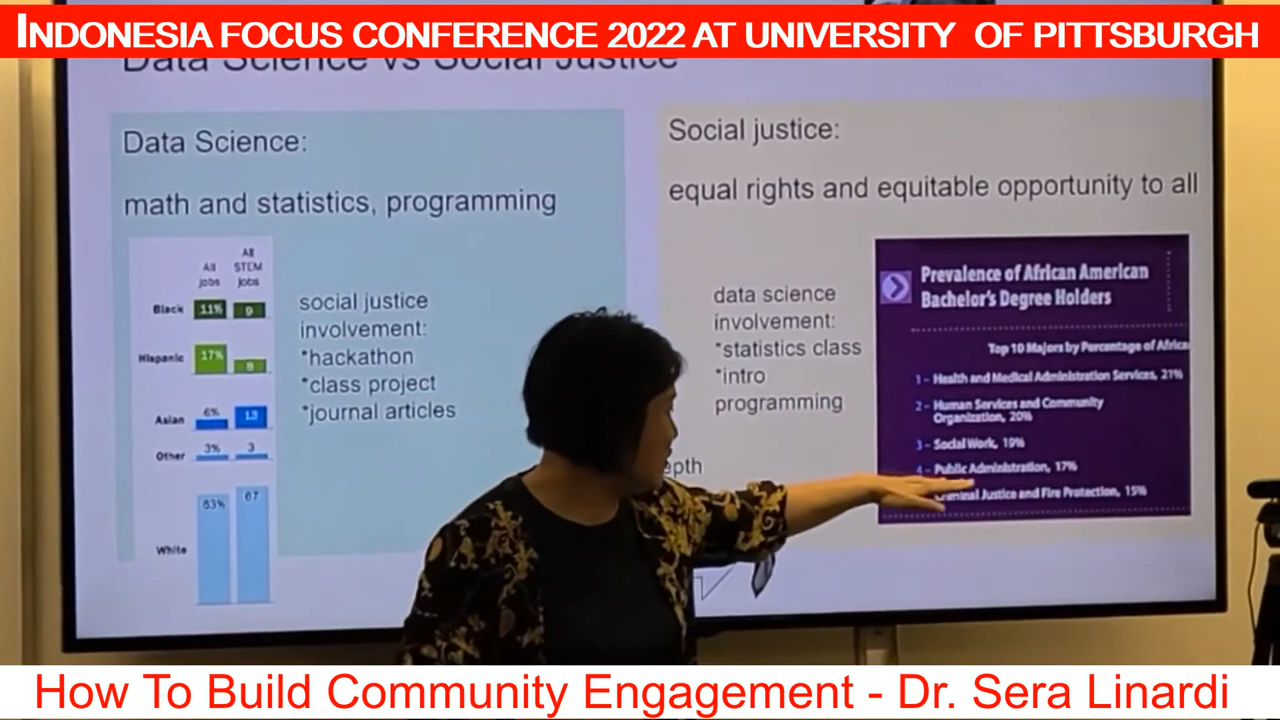 INDONESIA FOCUS CONFERENCE 2022 AT UNIVERSITY OF PITTSBURGH
Data Science vs Social Justice
Data Science:
math and statistics, programming
All
jobs
All
STEM
jobs
Black 11% 9
Hispanic 17% 8
Asian 6% 13
Other 3% 3
White 63% 67
social justice
involvement:
*hackathon
*class project
*journal articles
Social justice:
equal rights and equitable opportunity to all
data science
involvement:
*statistics class
*intro
programming
Prevalence of African American
Bachelor's Degree Holders
Top 10 Majors by Percentage of Africa
1 - Health and Medical Administration Services, 21%
2 - Human Services and Community
Organization, 20%
3 - Social Work, 19%
4 - Public Administration, 17%
Criminal Justice and Fire Protection, 15%
How To Build Community Engagement - Dr. Sera Linardi